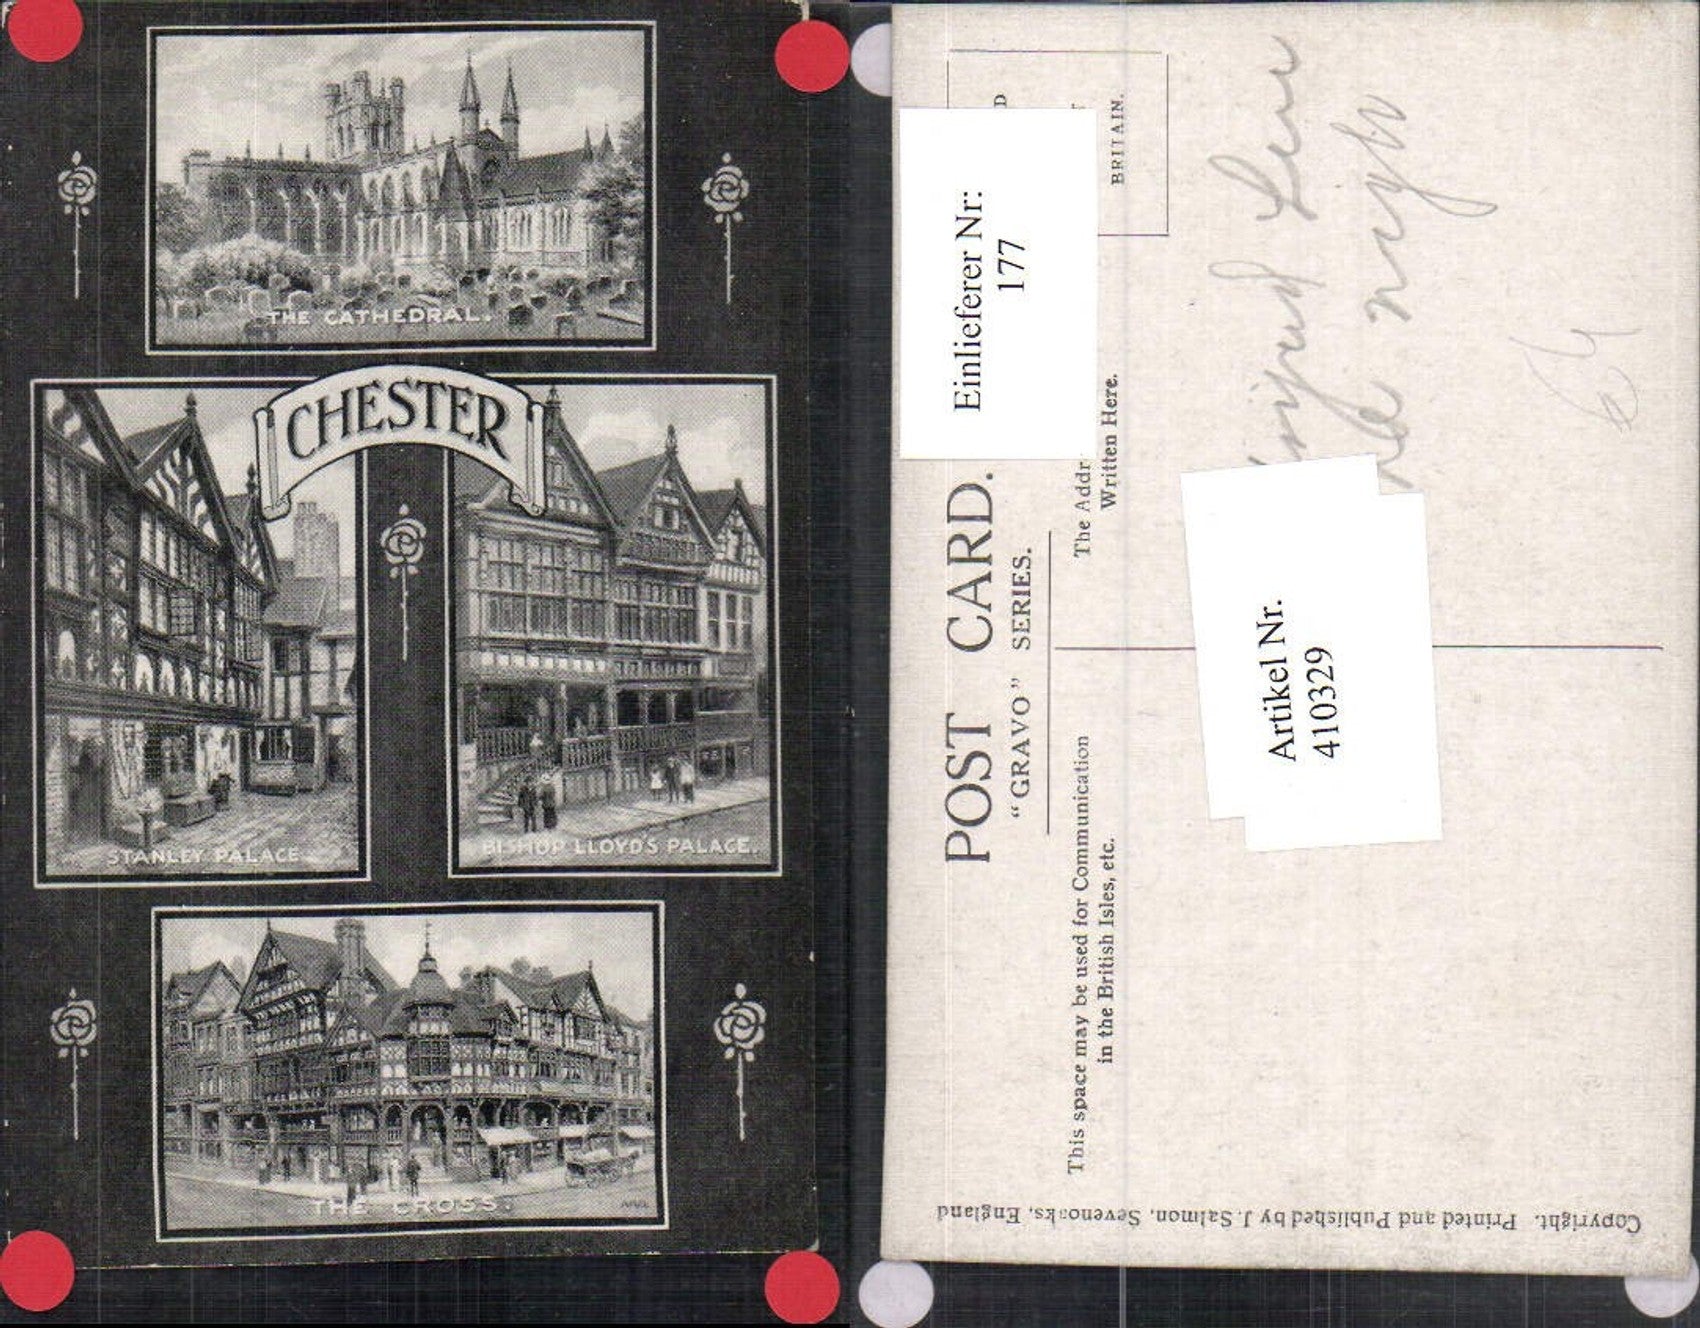 THE CATHEDRAL.
CHESTER
STANLEY PALACE
BISHOP LLOYD'S PALACE.
THE CROSS.
POST CARD.
"GRAVO" SERIES.
BRITAIN.
Einlieferer Nr:
177
This space may be used for Communication
in the British Isles, etc.
The Addr
Written Here.
Artikel Nr.
410329
night
Copyright. Printed and Published by J. Salmon, Sevenoaks, England